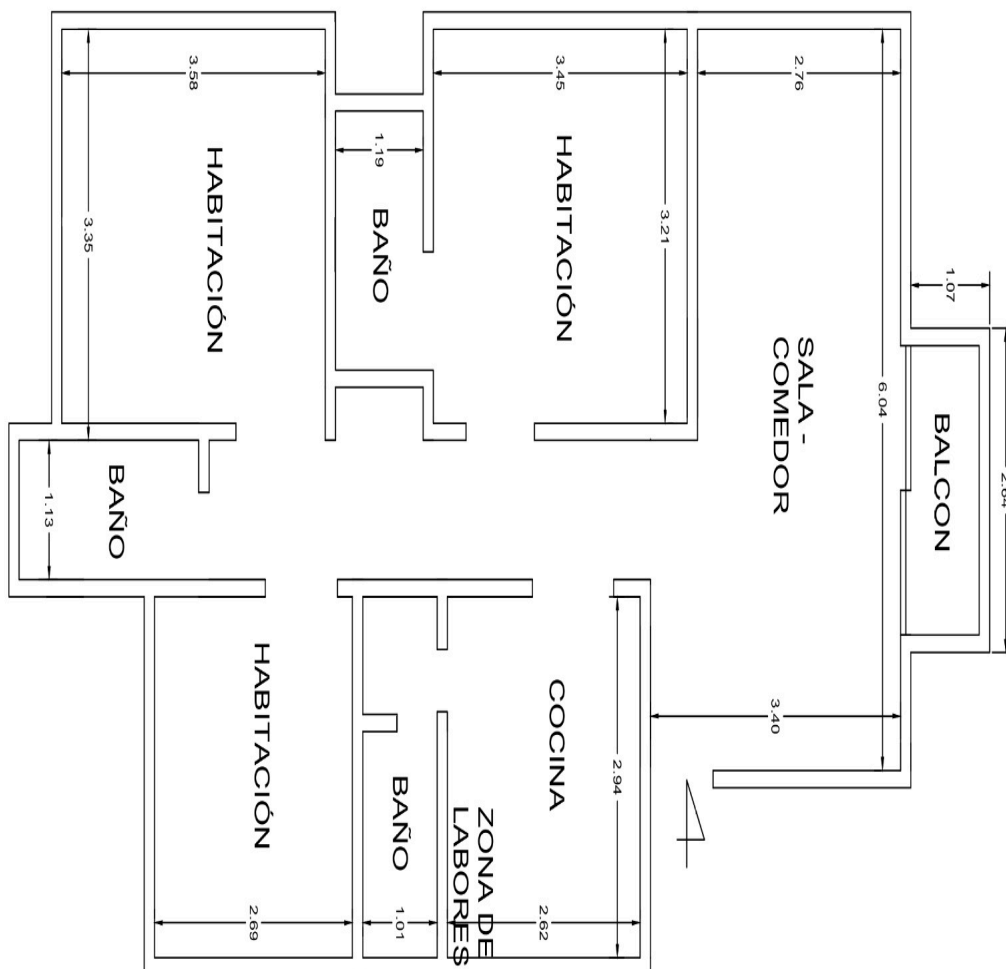 3.58
3.45
2.76
3.35
HABITACIÓN
1.19
BAÑO
HABITACIÓN
3.21
SALA -
COMEDOR
6.04
1.07
BALCON
2.64
BAÑO
1.13
HABITACIÓN
2.69
BAÑO
1.01
ZONA DE
LABORES
COCINA
2.62
2.94
3.40